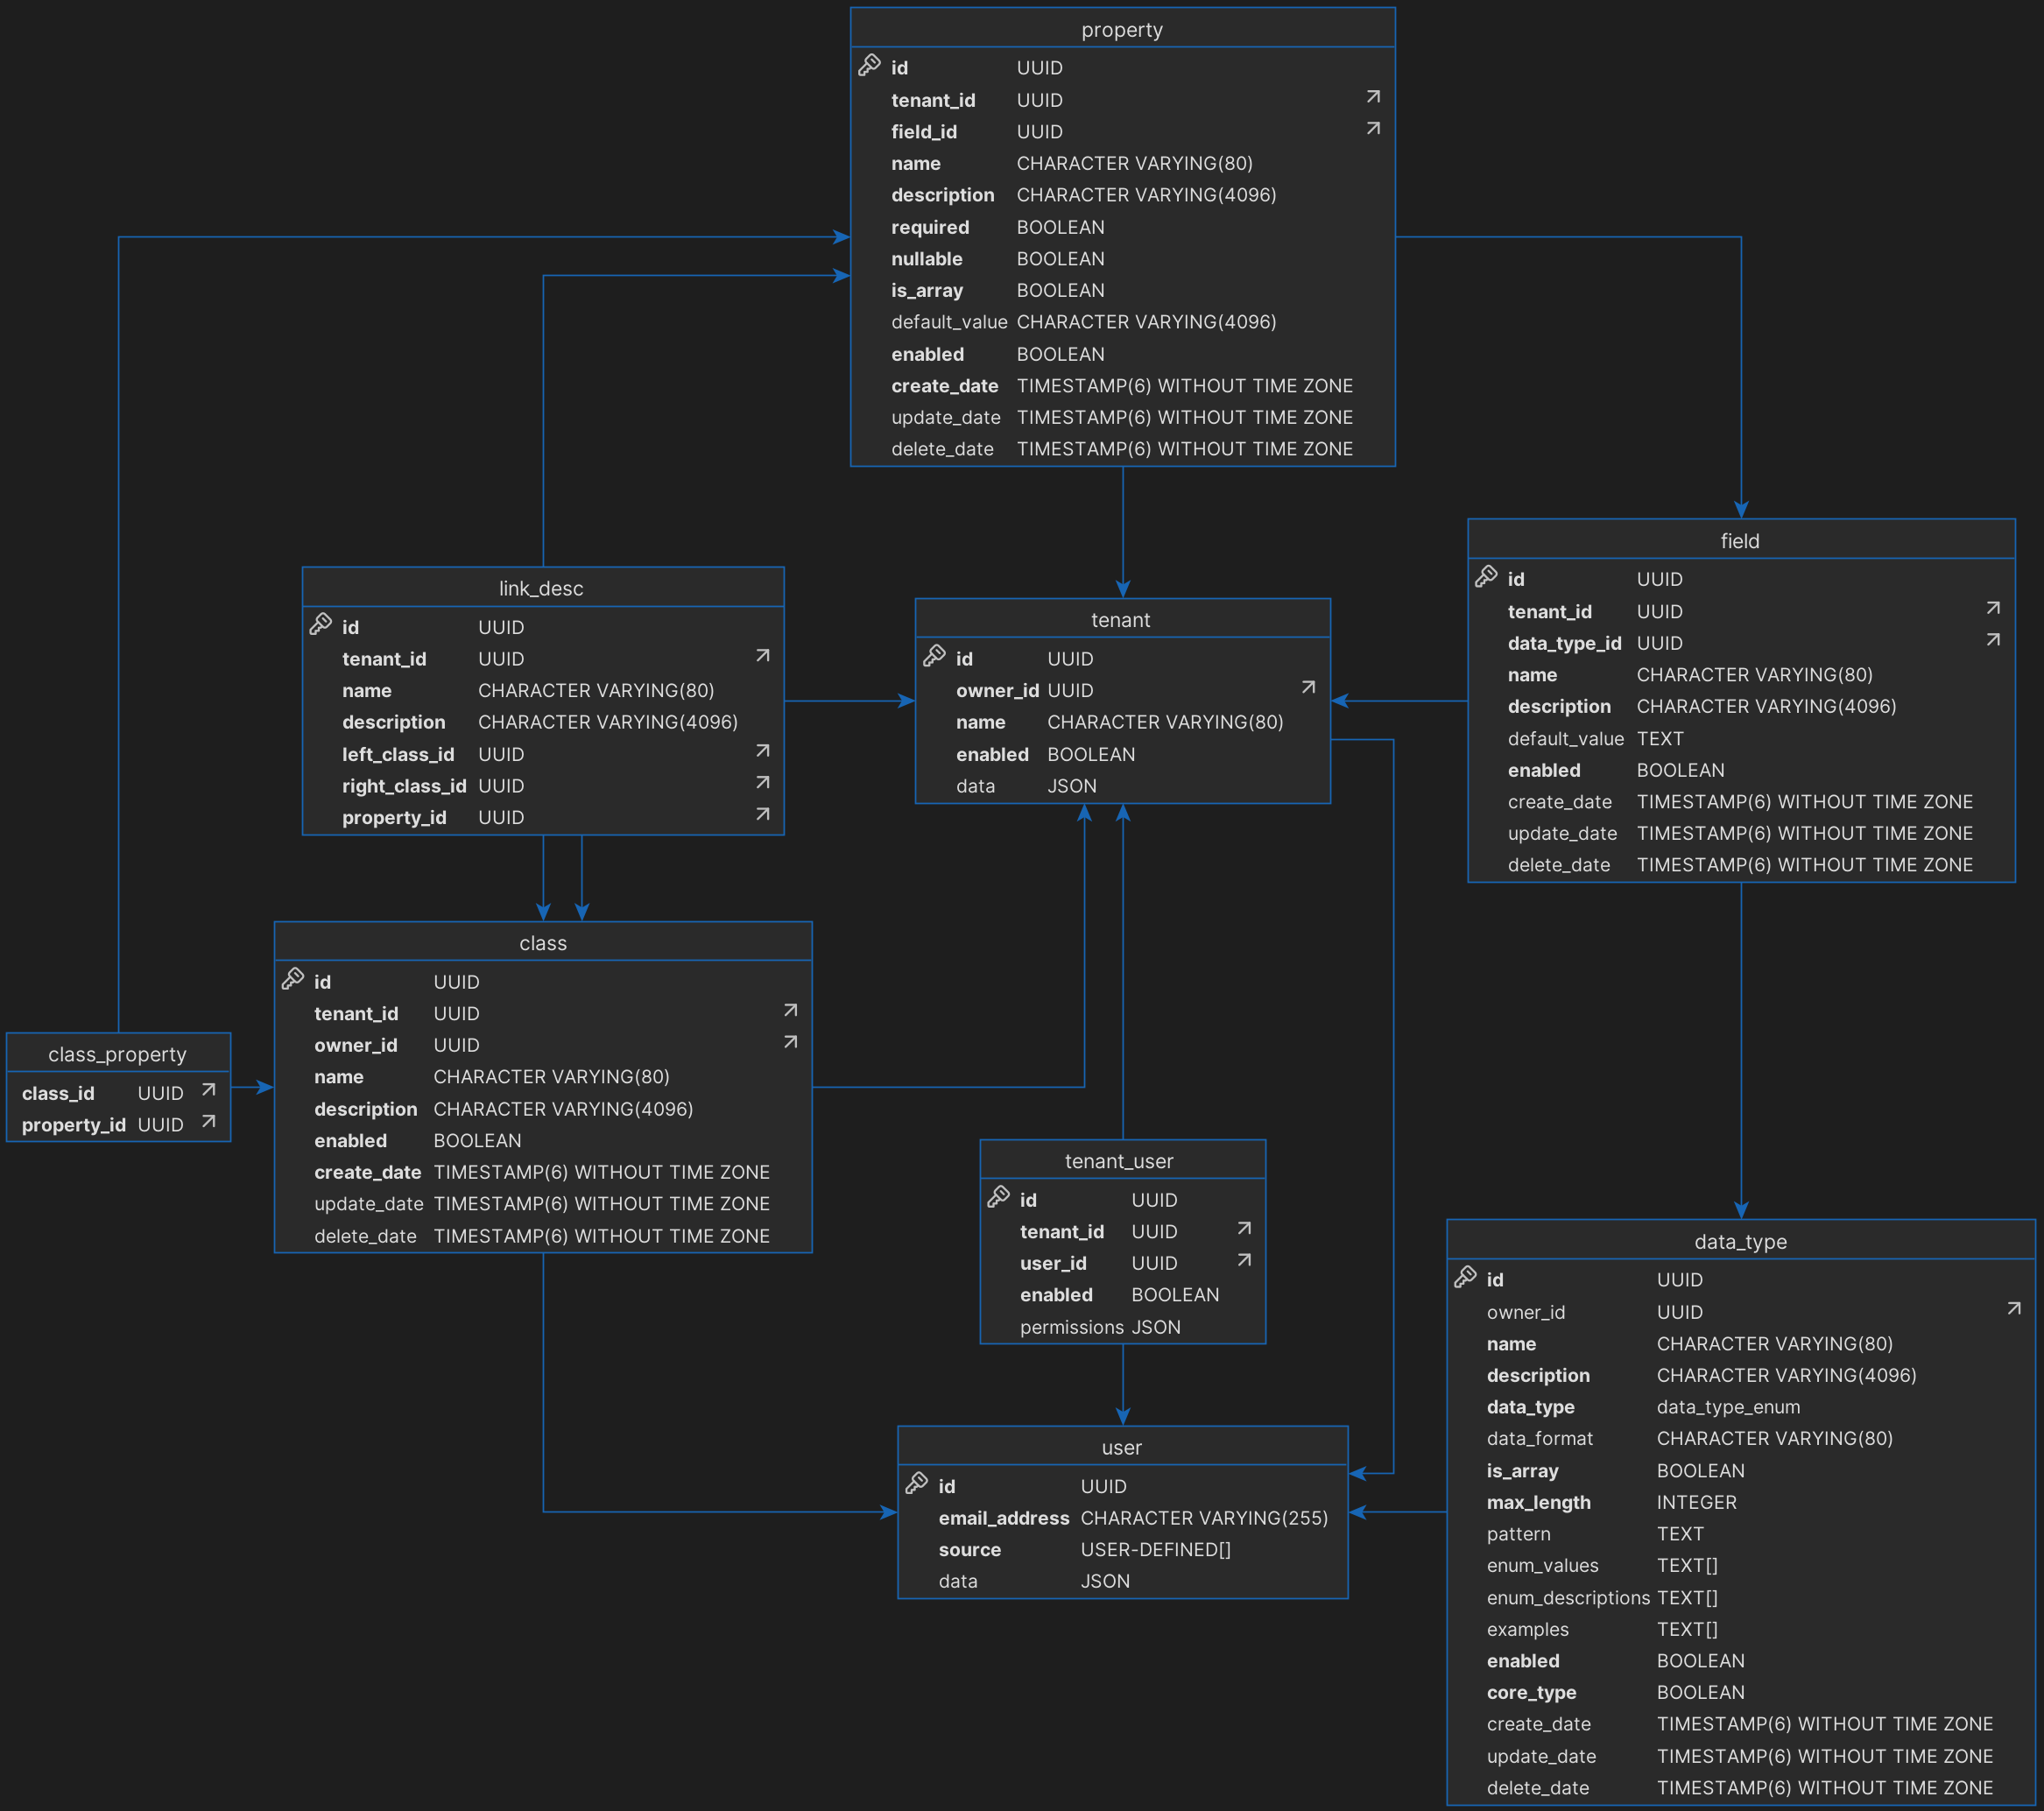 property
id UUID
tenant_id UUID
field_id UUID
name CHARACTER VARYING(80)
description CHARACTER VARYING(4096)
required BOOLEAN
nullable BOOLEAN
is_array BOOLEAN
default_value CHARACTER VARYING(4096)
enabled BOOLEAN
create_date TIMESTAMP(6) WITHOUT TIME ZONE
update_date TIMESTAMP(6) WITHOUT TIME ZONE
delete_date TIMESTAMP(6) WITHOUT TIME ZONE
link_desc
id UUID
tenant_id UUID
name CHARACTER VARYING(80)
description CHARACTER VARYING(4096)
left_class_id UUID
right_class_id UUID
property_id UUID
tenant
id UUID
owner_id UUID
name CHARACTER VARYING(80)
enabled BOOLEAN
data JSON
field
id UUID
tenant_id UUID
data_type_id UUID
name CHARACTER VARYING(80)
description CHARACTER VARYING(4096)
default_value TEXT
enabled BOOLEAN
create_date TIMESTAMP(6) WITHOUT TIME ZONE
update_date TIMESTAMP(6) WITHOUT TIME ZONE
delete_date TIMESTAMP(6) WITHOUT TIME ZONE
class_property
class_id UUID
property_id UUID
class
id UUID
tenant_id UUID
owner_id UUID
name CHARACTER VARYING(80)
description CHARACTER VARYING(4096)
enabled BOOLEAN
create_date TIMESTAMP(6) WITHOUT TIME ZONE
update_date TIMESTAMP(6) WITHOUT TIME ZONE
delete_date TIMESTAMP(6) WITHOUT TIME ZONE
tenant_user
id UUID
tenant_id UUID
user_id UUID
enabled BOOLEAN
permissions JSON
user
id UUID
email_address CHARACTER VARYING(255)
source USER-DEFINED[]
data JSON
data_type
id UUID
owner_id UUID
name CHARACTER VARYING(80)
description CHARACTER VARYING(4096)
data_type data_type_enum
data_format CHARACTER VARYING(80)
is_array BOOLEAN
max_length INTEGER
pattern TEXT
enum_values TEXT[]
enum_descriptions TEXT[]
examples TEXT[]
enabled BOOLEAN
core_type BOOLEAN
create_date TIMESTAMP(6) WITHOUT TIME ZONE
update_date TIMESTAMP(6) WITHOUT TIME ZONE
delete_date TIMESTAMP(6) WITHOUT TIME ZONE